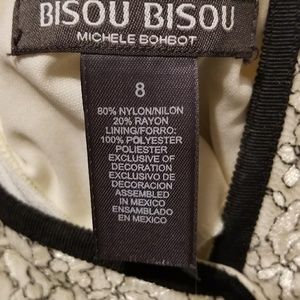 BISOU BISOU
MICHELE BOHBOT
8
80% NYLON/NILON
20% RAYON
LINING/FORRO:
100% POLYESTER
POLIESTER
EXCLUSIVE OF
DECORATION
EXCLUSIVO DE
DECORACION
ASSEMBLED IN
MEXICO
ENSAMBLADO
EN MEXICO